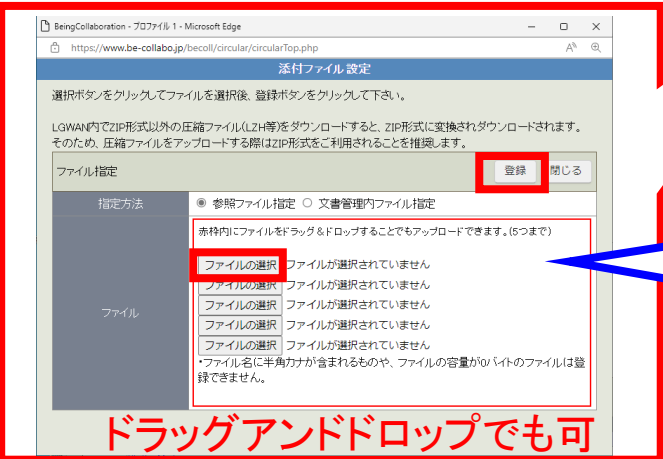 BeingCollaboration - プロファイル 1 - Microsoft Edge
https://www.be-collabo.jp/becoll/circular/circularTop.php
添付ファイル 設定
選択ボタンをクリックしてファイルを選択後、登録ボタンをクリックして下さい。
LGWAN内でZIP形式以外の圧縮ファイル(LZH等)をダウンロードすると、ZIP形式に変換されダウンロードされます。
そのため、圧縮ファイルをアップロードする際はZIP形式をご利用されることを推奨します。
ファイル指定 登録 閉じる
指定方法 参照ファイル指定 文書管理内ファイル指定
赤枠内にファイルをドラッグ&ドロップすることでもアップロードできます。(5つまで)
ファイルの選択 ファイルが選択されていません
ファイルの選択 ファイルが選択されていません
ファイル ファイルの選択 ファイルが選択されていません
ファイルの選択 ファイルが選択されていません
ファイルの選択 ファイルが選択されていません
・ファイル名に半角カナが含まれるものや、ファイルの容量が0バイトのファイルは登
録できません。
ドラッグアンドドロップでも可